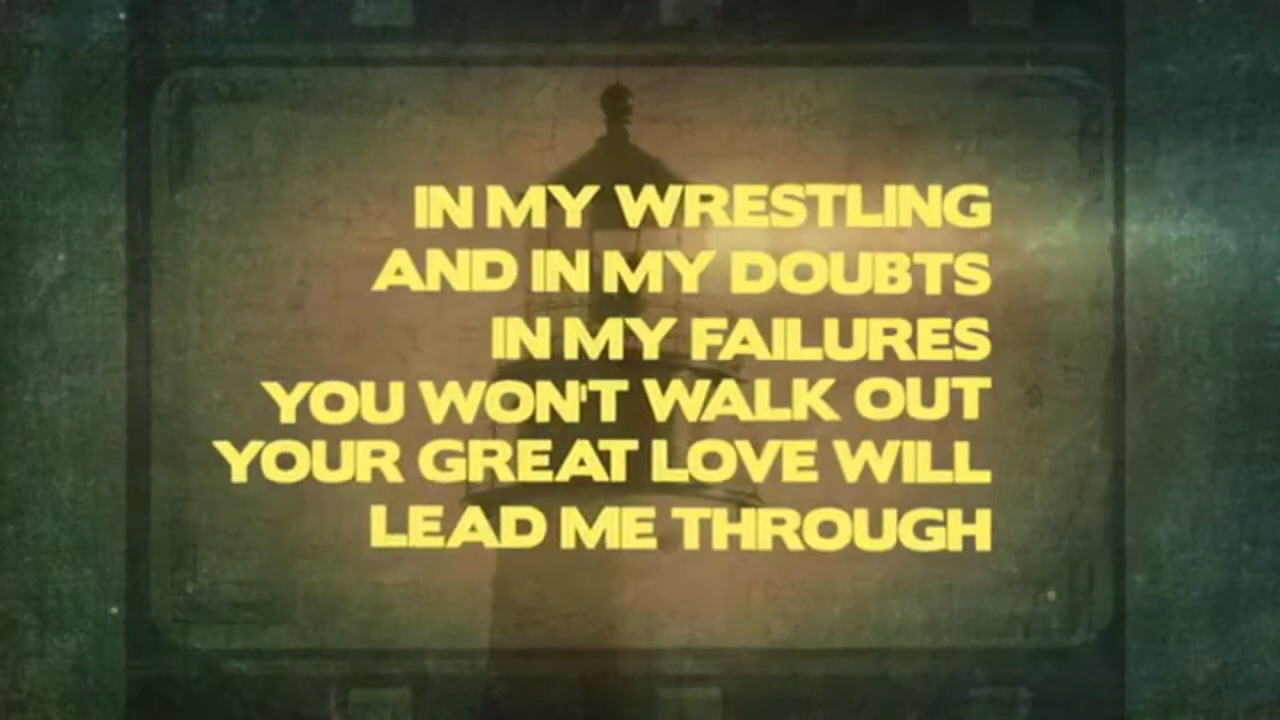 IN MY WRESTLING
AND IN MY DOUBTS
IN MY FAILURES
YOU WON'T WALK OUT
YOUR GREAT LOVE WILL
LEAD ME THROUGH